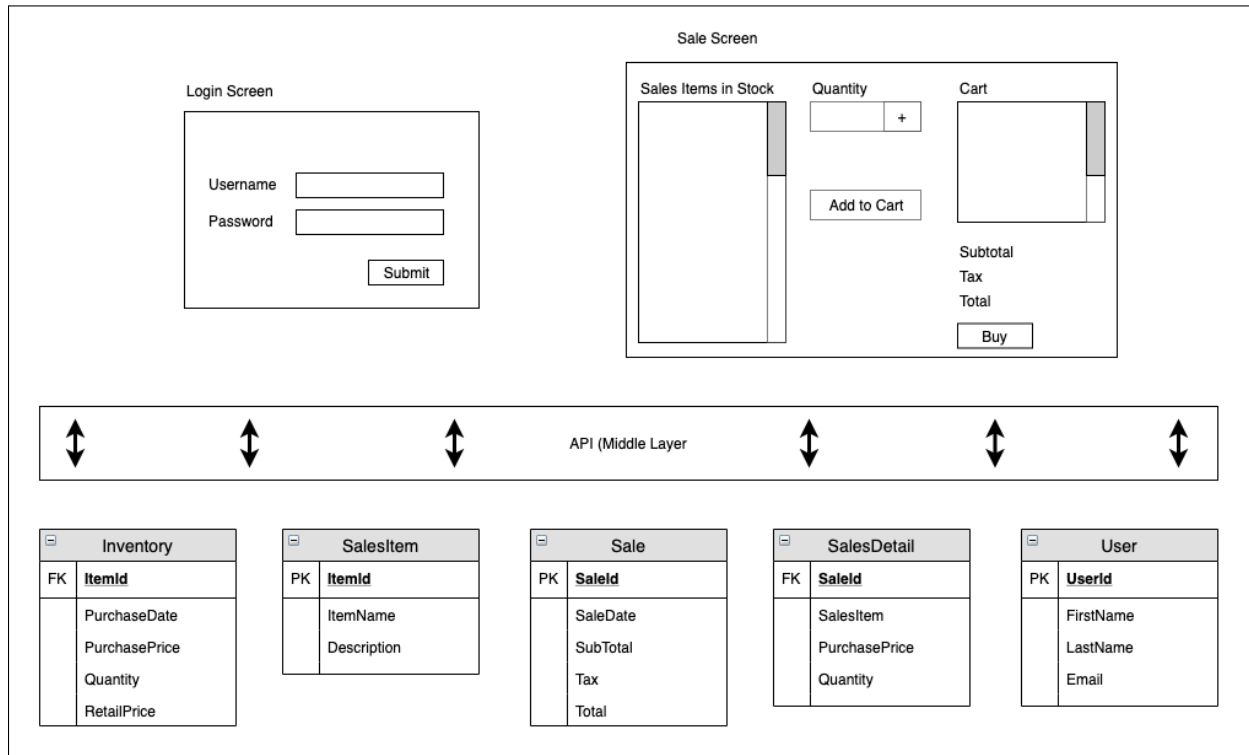 Sale Screen
Login Screen
Sales Items in Stock
Quantity
Cart
+
Username
Password
Submit
Add to Cart
Subtotal
Tax
Total
Buy
API (Middle Layer
Inventory
FK ItemId
PurchaseDate
PurchasePrice
Quantity
RetailPrice
SalesItem
PK ItemId
ItemName
Description
Sale
PK SaleId
SaleDate
SubTotal
Tax
Total
SalesDetail
FK SaleId
SalesItem
PurchasePrice
Quantity
User
PK UserId
FirstName
LastName
Email